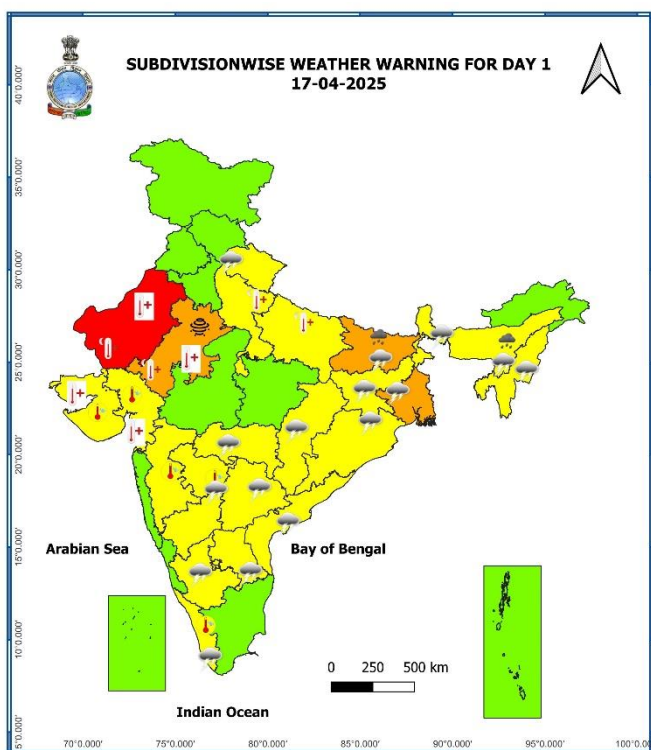 SUBDIVISIONWISE WEATHER WARNING FOR DAY 1
17-04-2025
40°0.000'
35°0.000'
30°0.000'
25°0.000'
20°0.000'
15°0.000'
10°0.000'
5°0.000'
Arabian Sea
Bay of Bengal
0 250 500 km
Indian Ocean
70°0.000' 75°0.000' 80°0.000' 85°0.000' 90°0.000' 95°0.000' 100°0.0